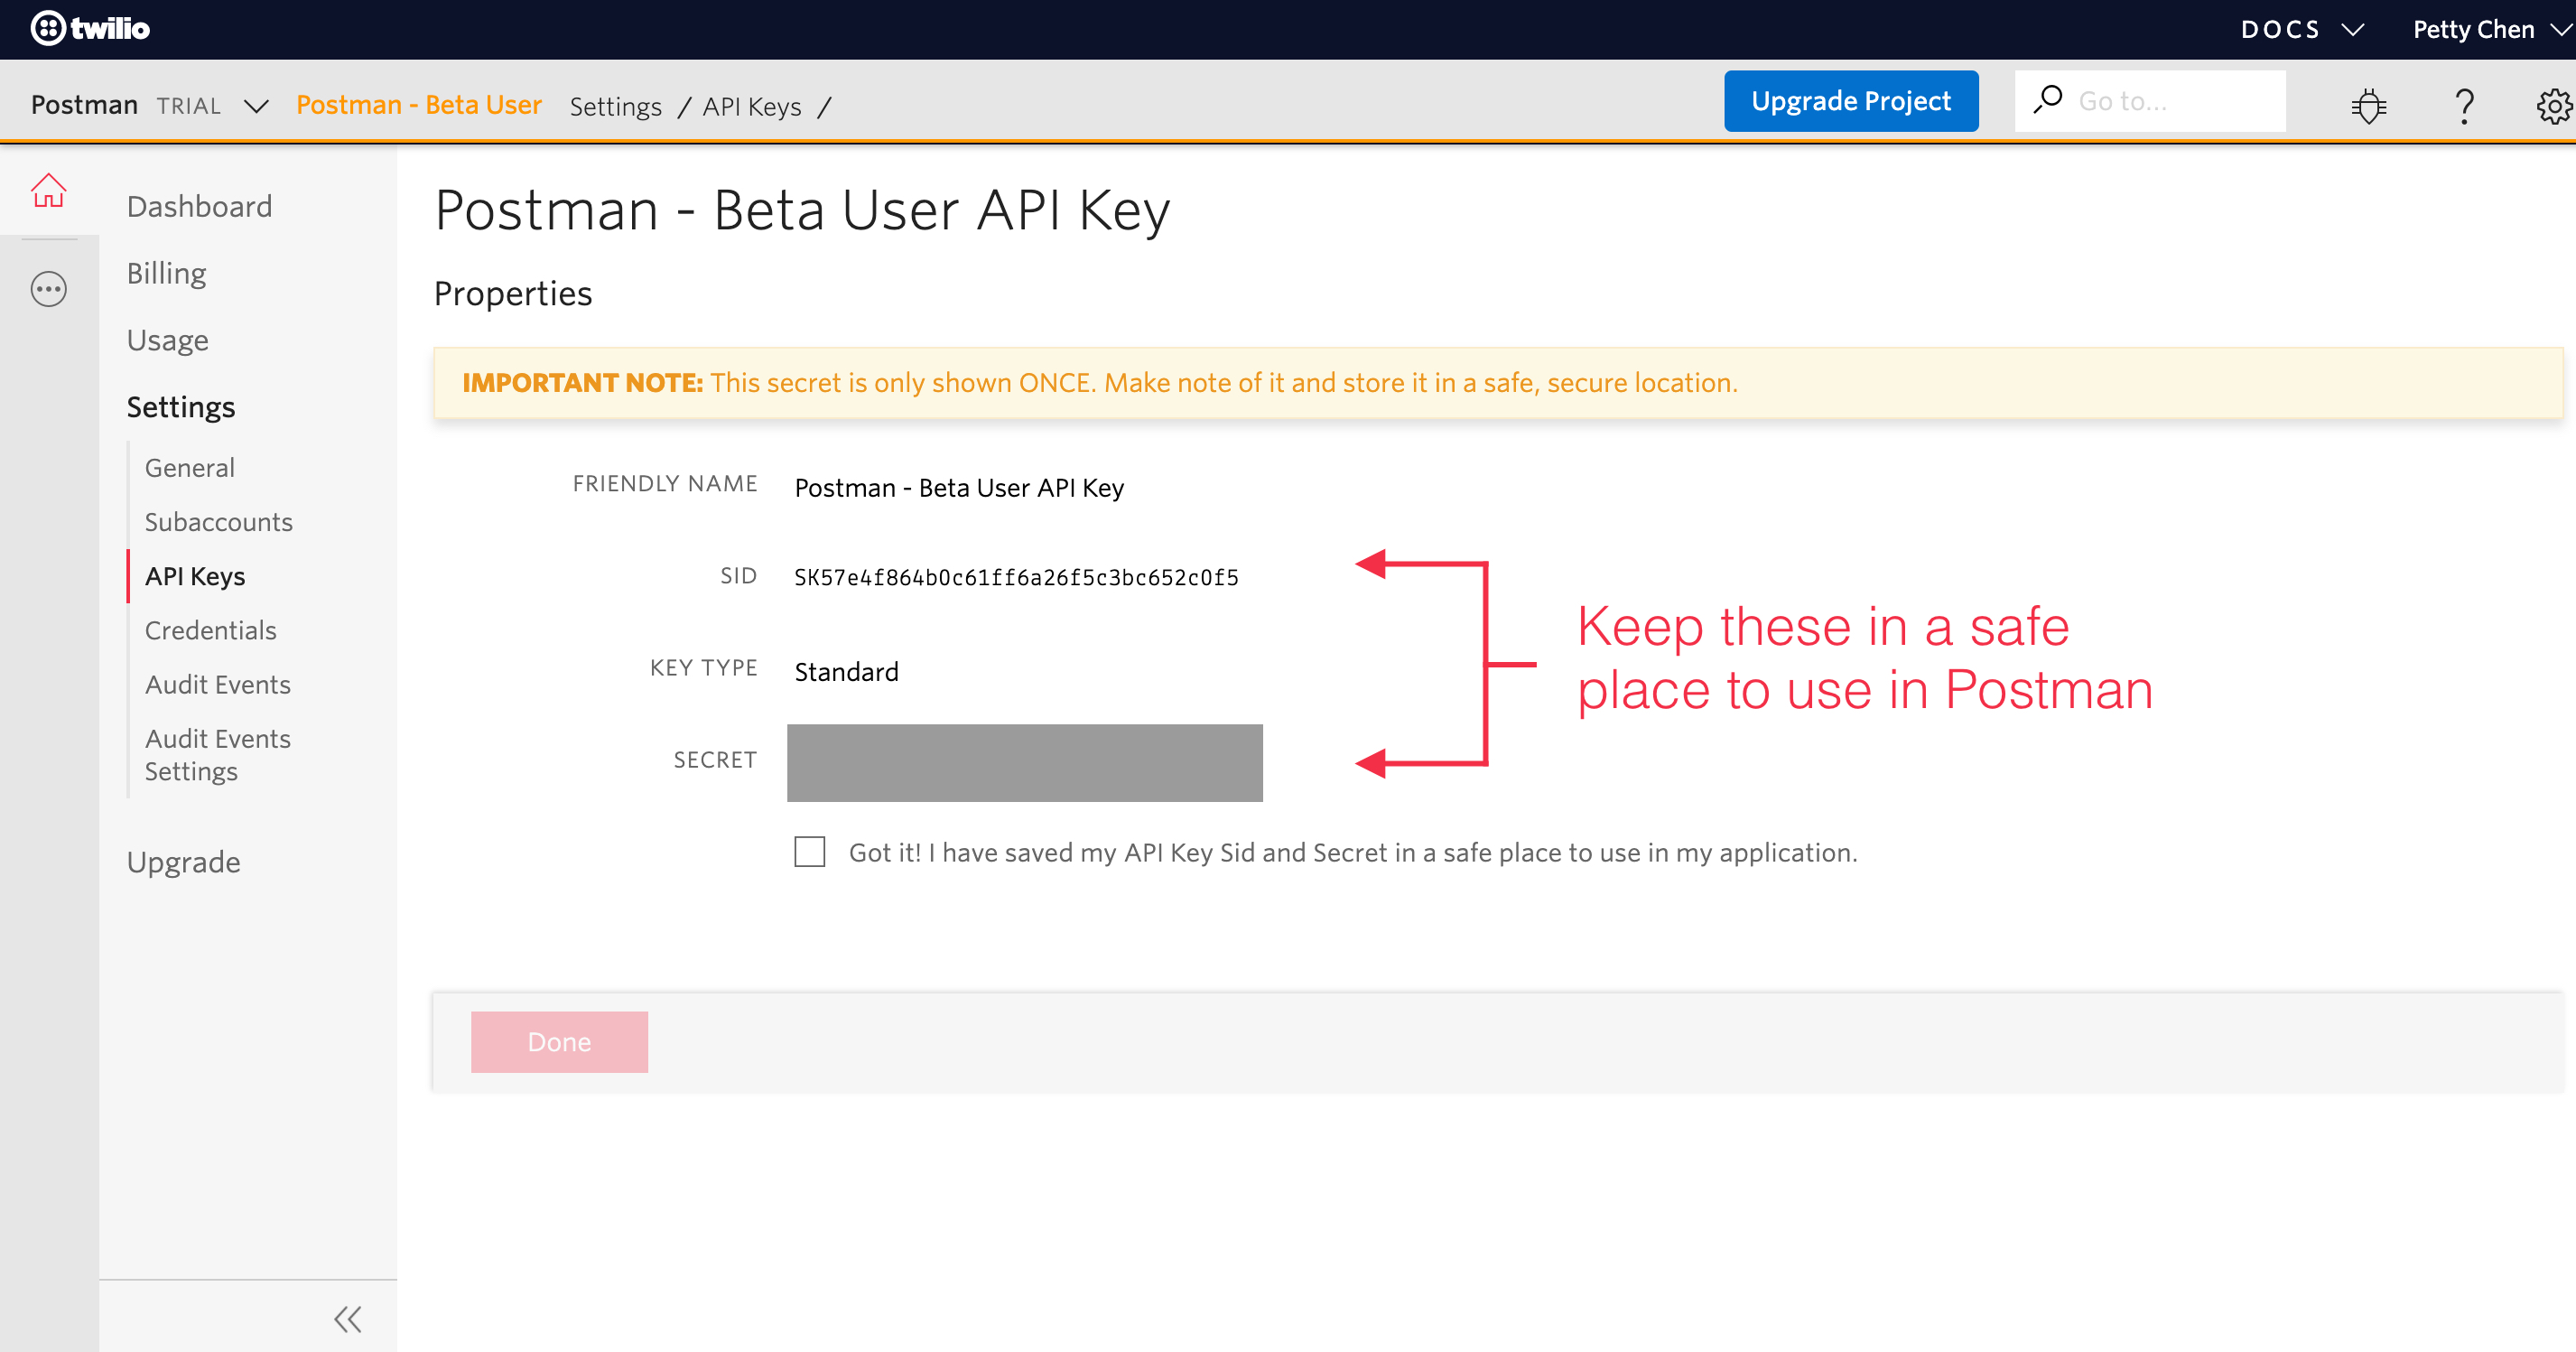 twilio
DOCS
Petty Chen
Postman TRIAL
Postman - Beta User
Settings / API Keys /
Upgrade Project
Go to...
Dashboard
Billing
Usage
Settings
General
Subaccounts
API Keys
Credentials
Audit Events
Audit Events
Settings
Upgrade
Postman - Beta User API Key
Properties
IMPORTANT NOTE: This secret is only shown ONCE. Make note of it and store it in a safe, secure location.
FRIENDLY NAME Postman - Beta User API Key
SID SK57e4f864b0c61ff6a26f5c3bc652c0f5
KEY TYPE Standard
SECRET
Keep these in a safe
place to use in Postman
Got it! I have saved my API Key Sid and Secret in a safe place to use in my application.
Done